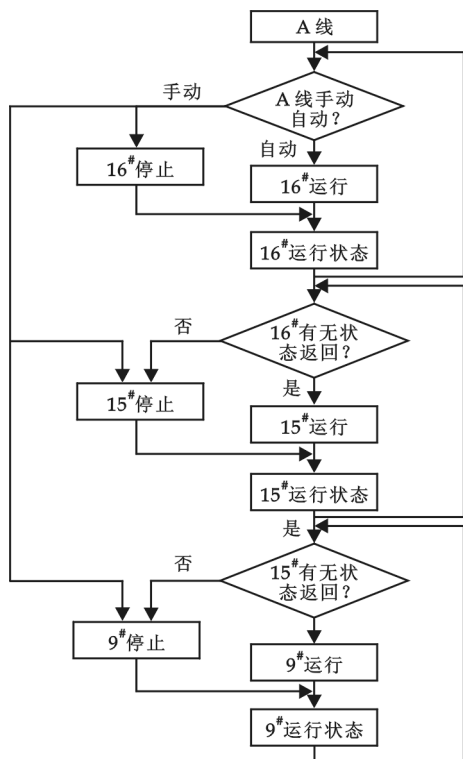 A 线
手动
A 线手动
自动？
自动
16#停止
16#运行
16#运行状态
否
16#有无状
态返回？
是
15#停止
15#运行
15#运行状态
是
否
15#有无状
态返回？
9#停止
9#运行
9#运行状态